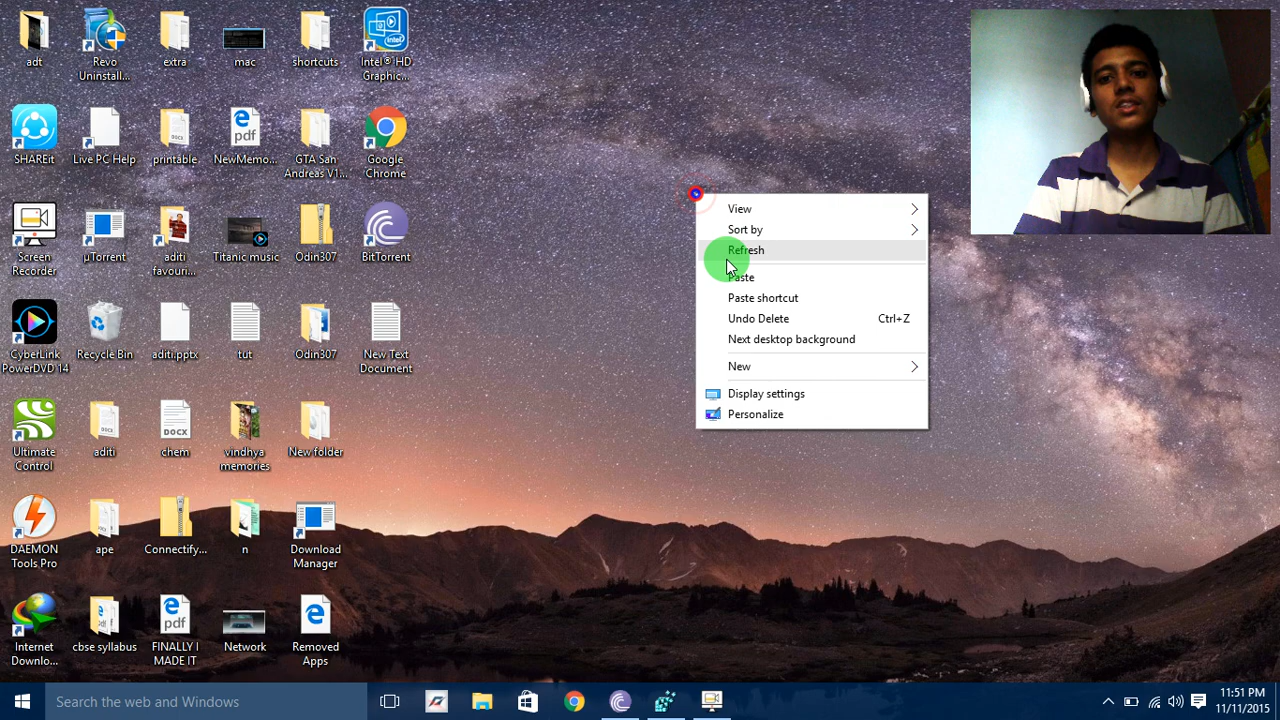 adt
Revo
Uninstall...
extra
mac
shortcuts
Intel® HD
Graphic...
SHAREit
Live PC Help
printable
NewMemo...
GTA San
Andreas V1...
Google
Chrome
Screen
Recorder
µTorrent
aditi
favouri...
Titanic music
Odin307
BitTorrent
CyberLink
PowerDVD 14
Recycle Bin
aditi.pptx
tut
Odin307
New Text
Document
Ultimate
Control
aditi
chem
vindhya
memories
New folder
DAEMON
Tools Pro
ape
Connectify...
n
Download
Manager
Internet
Downlo...
cbse syllabus
FINALLY I
MADE IT
Network
Removed
Apps
View
Sort by
Refresh
Paste
Paste shortcut
Undo Delete Ctrl+Z
Next desktop background
New
Display settings
Personalize
Search the web and Windows
11:51 PM
11/11/2015